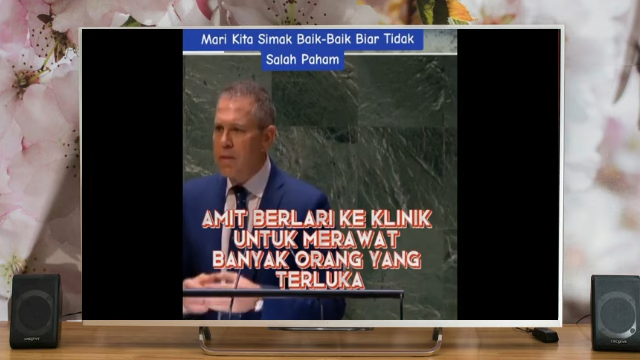 Mari Kita Simak Baik-Baik Biar Tidak
Salah Paham
AMIT BERLARI KE KLINIK
UNTUK MERAWAT
BANYAK ORANG YANG
TERLUKA